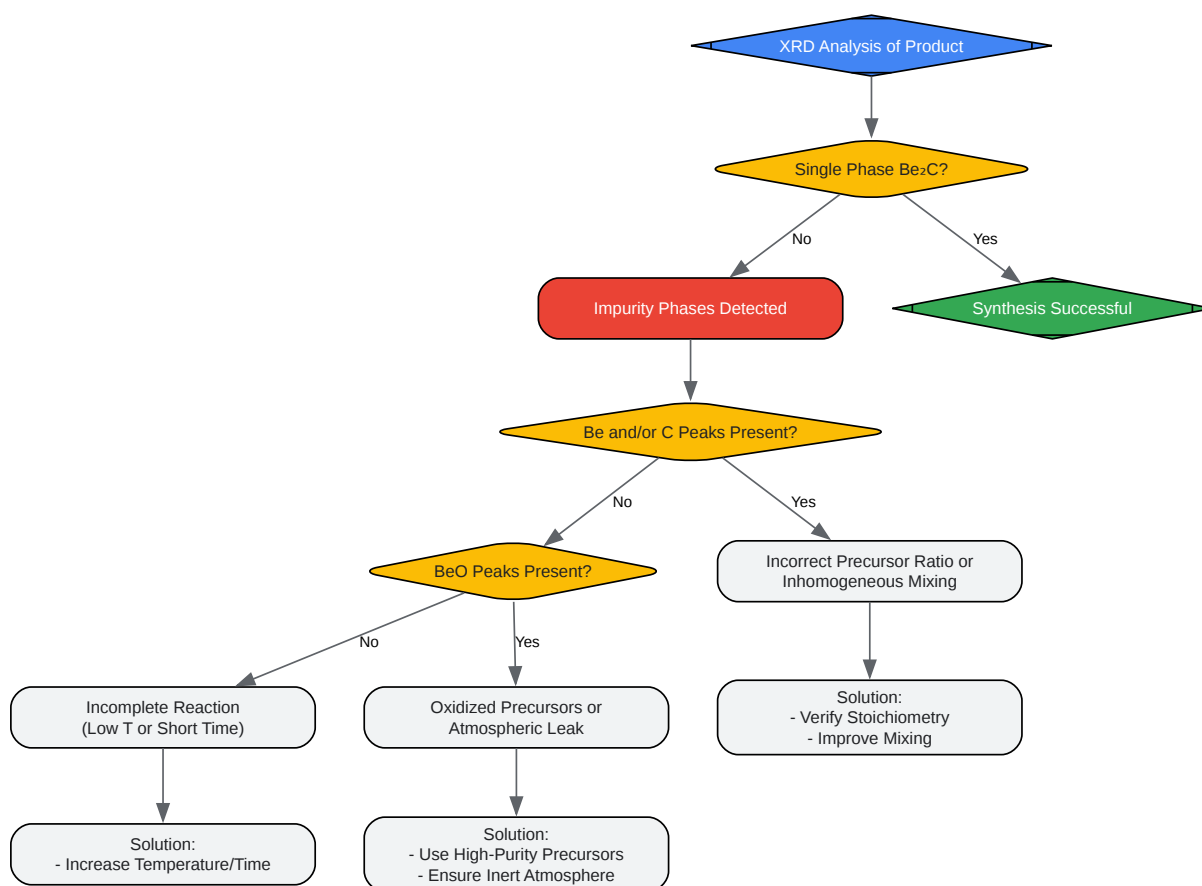 XRD Analysis of Product
Single Phase Be₂C?
No
Yes
Impurity Phases Detected
Synthesis Successful
Be and/or C Peaks Present?
No
Yes
BeO Peaks Present?
Incorrect Precursor Ratio or
Inhomogeneous Mixing
No
Yes
Incomplete Reaction
(Low T or Short Time)
Oxidized Precursors or
Atmospheric Leak
Solution:
- Verify Stoichiometry
- Improve Mixing
Solution:
- Increase Temperature/Time
Solution:
- Use High-Purity Precursors
- Ensure Inert Atmosphere